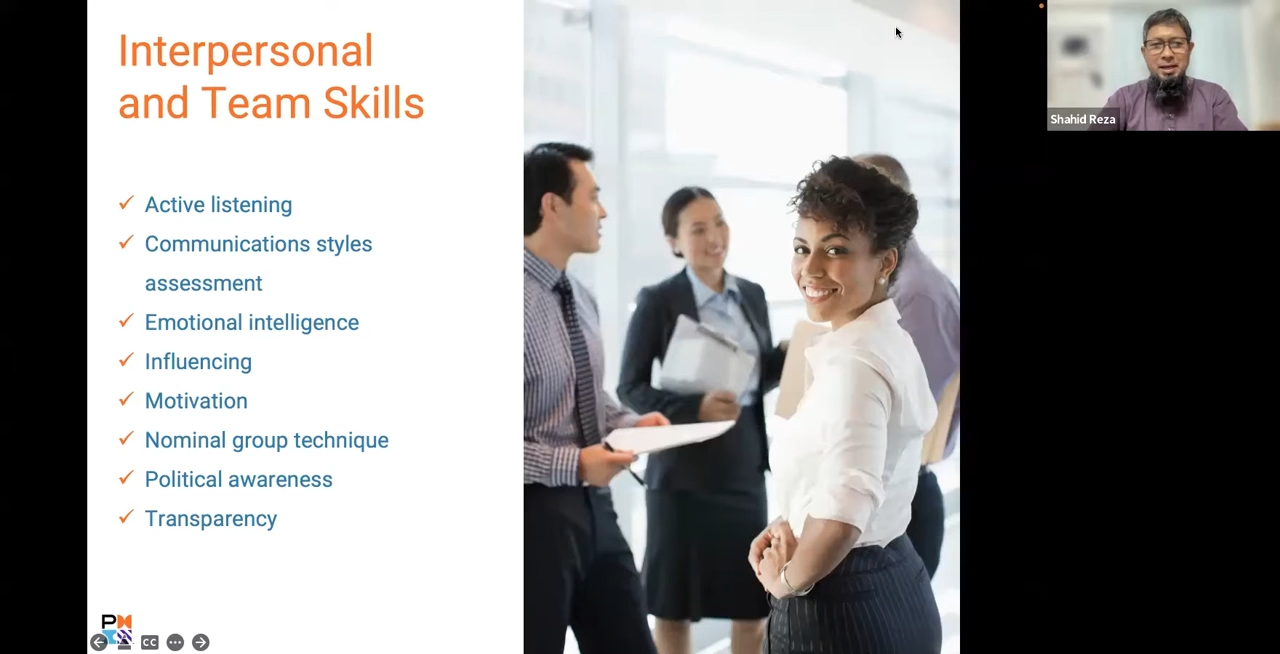 Interpersonal
and Team Skills
Active listening
Communications styles
assessment
Emotional intelligence
Influencing
Motivation
Nominal group technique
Political awareness
Transparency
Shahid Reza
CC